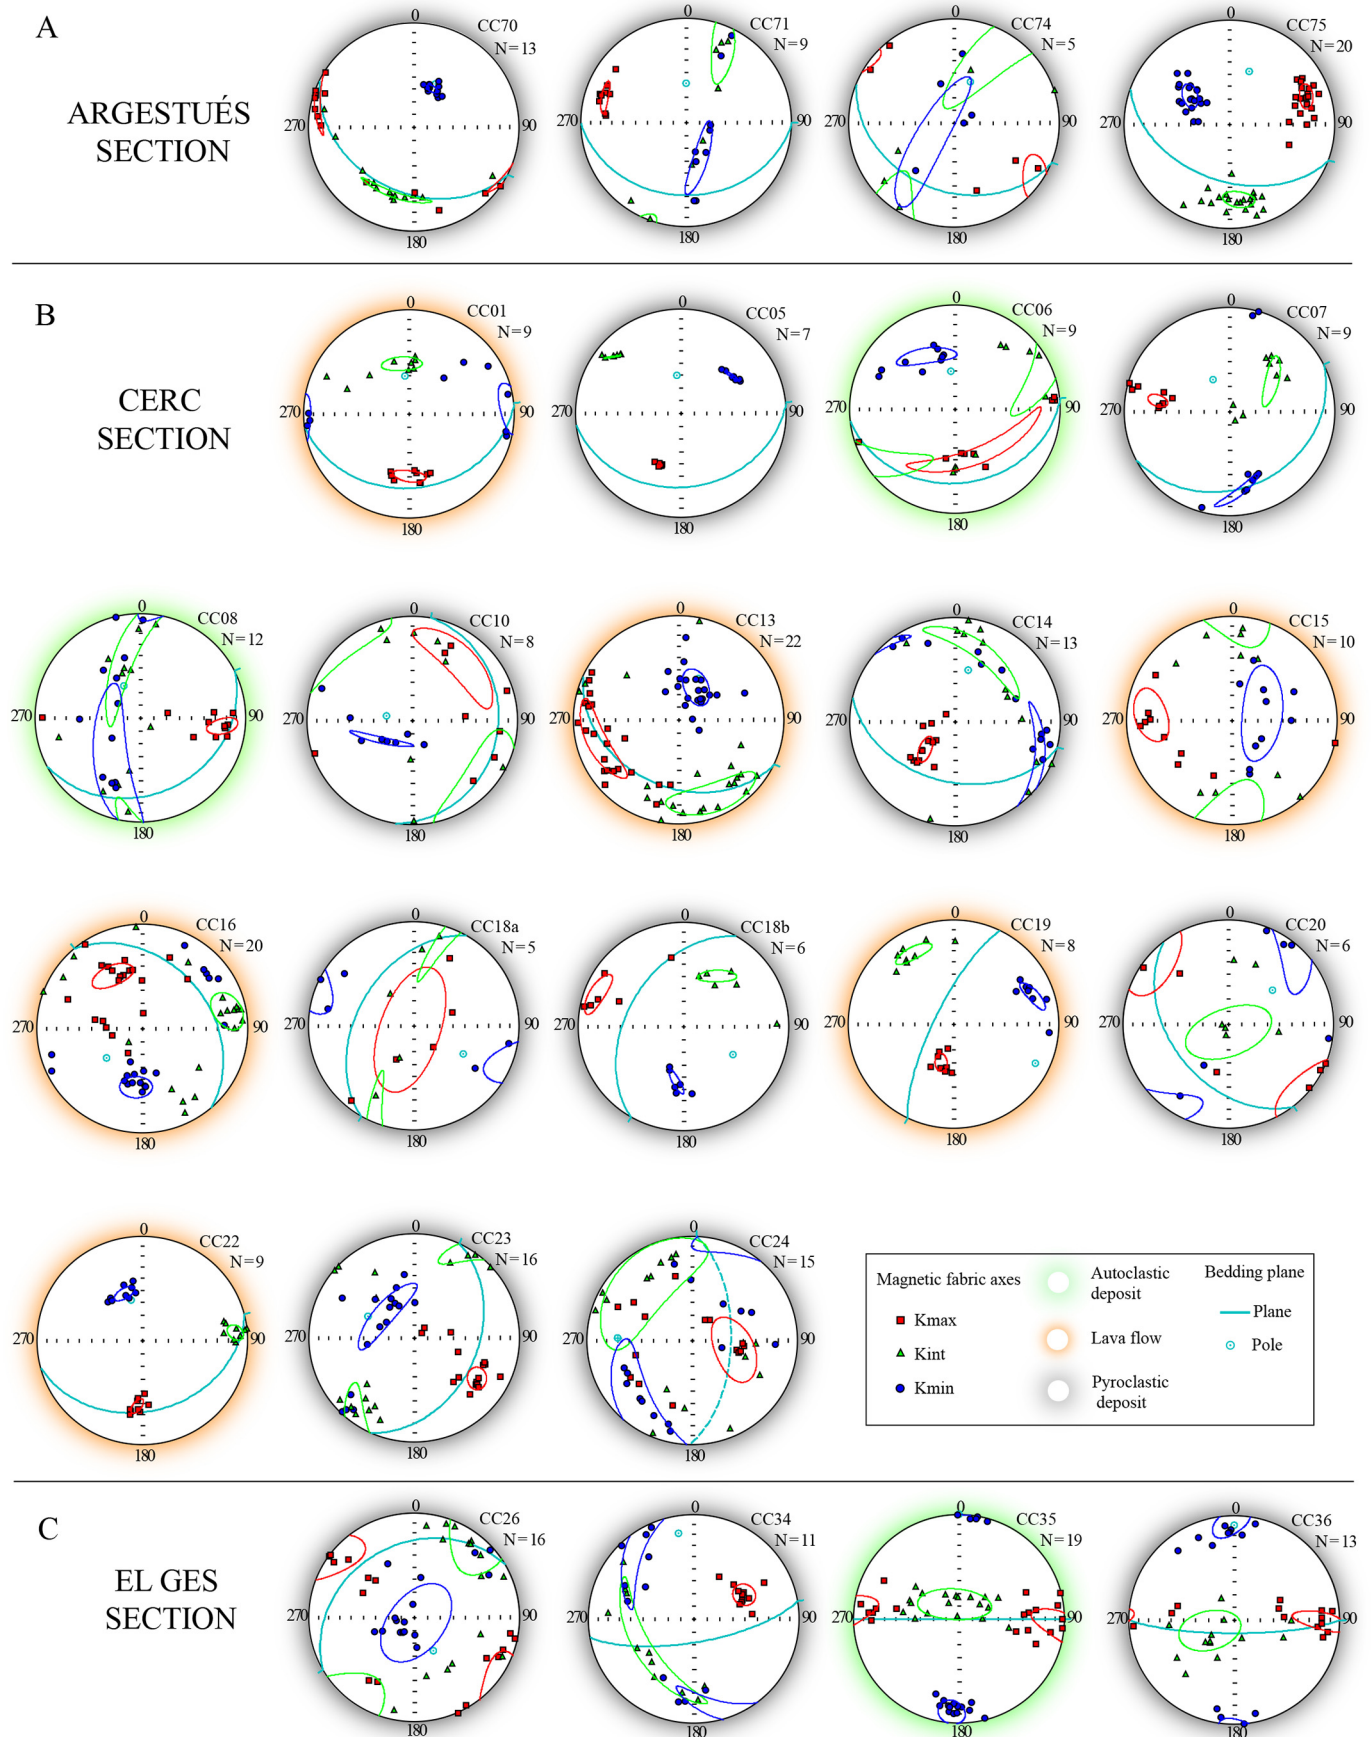 A
ARGESTUÉS
SECTION
0
CC70
N=13
270
90
180
0
CC71
N=9
270
90
180
0
CC74
N=5
270
90
180
0
CC75
N=20
270
90
180
B
CERC
SECTION
0
CC01
N=9
270
90
180
0
CC05
N=7
270
90
180
0
CC06
N=9
270
90
180
0
CC07
N=9
270
90
180
0
CC08
N=12
270
90
180
0
CC10
N=8
270
90
180
0
CC13
N=22
270
90
180
0
CC14
N=13
270
90
180
0
CC15
N=10
270
90
180
0
CC16
N=20
270
90
180
0
CC18a
N=5
270
90
180
0
CC18b
N=6
270
90
180
0
CC19
N=8
270
90
180
0
CC20
N=6
270
90
180
0
CC22
N=9
270
90
180
0
CC23
N=16
270
90
180
0
CC24
N=15
270
90
180
Magnetic fabric axes
Kmax
Kint
Kmin
Autoclastic
deposit
Lava flow
Pyroclastic
deposit
Bedding plane
Plane
Pole
C
EL GES
SECTION
0
CC26
N=16
270
90
180
0
CC34
N=11
270
90
180
0
CC35
N=19
270
90
180
0
CC36
N=13
270
90
180